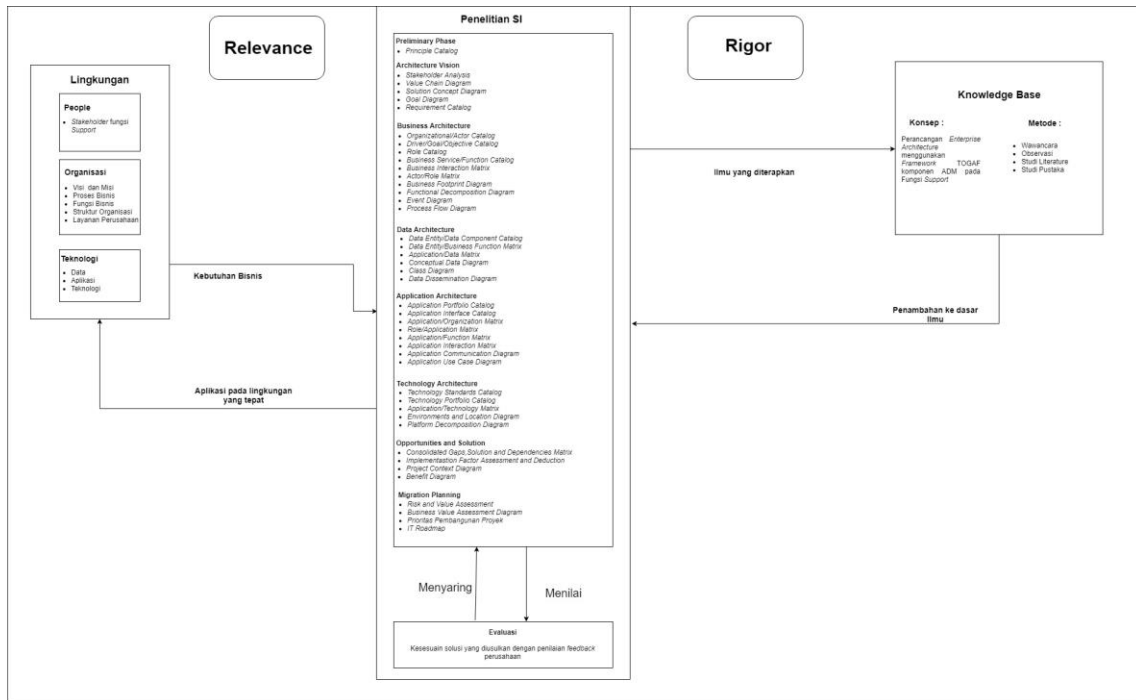 Relevance
Lingkungan
People
• Stakeholder fungsi
Support
Organisasi
• Visi dan Misi
• Proses Bisnis
• Fungsi Bisnis
• Struktur Organisasi
• Layanan Perusahaan
Teknologi
• Data
• Aplikasi
• Teknologi
Kebutuhan Bisnis
Aplikasi pada lingkungan
yang tepat
Penelitian SI
Preliminary Phase
• Principle Catalog
Architecture Vision
• Stakeholder Analysis
• Value Chain Diagram
• Solution Concept Diagram
• Goal Diagram
• Requirement Catalog
Business Architecture
• Organizational/Actor Catalog
• Driver/Goal/Objective Catalog
• Role Catalog
• Business Service/Function Catalog
• Business Interaction Matrix
• Actor/Role Matrix
• Business Footprint Diagram
• Functional Decomposition Diagram
• Event Diagram
• Process Flow Diagram
Data Architecture
• Data Entity/Data Component Catalog
• Data Entity/Business Function Matrix
• Application/Data Matrix
• Conceptual Data Diagram
• Class Diagram
• Data Dissemination Diagram
Application Architecture
• Application Portfolio Catalog
• Application Interface Catalog
• Application/Organization Matrix
• Role/Application Matrix
• Application/Function Matrix
• Application Interaction Matrix
• Application Communication Diagram
• Application Use Case Diagram
Technology Architecture
• Technology Standards Catalog
• Technology Portfolio Catalog
• Application/Technology Matrix
• Environments and Location Diagram
• Platform Decomposition Diagram
Opportunities and Solution
• Consolidated Gaps,Solution and Dependencies Matrix
• Implementastion Factor Assessment and Deduction
• Project Context Diagram
• Benefit Diagram
Migration Planning
• Risk and Value Assessment
• Business Value Assessment Diagram
• Prioritas Pembangunan Proyek
• IT Roadmap
Menyaring
Menilai
Evaluasi
Kesesuain solusi yang diusulkan dengan penilaian feedback
perusahaan
Rigor
Ilmu yang diterapkan
Knowledge Base
Konsep :
Perancangan Enterprise
Architecture
menggunakan
Framework TOGAF
komponen ADM pada
Fungsi Support
Metode :
• Wawancara
• Observasi
• Studi Literature
• Studi Pustaka
Penambahan ke dasar
Ilmu